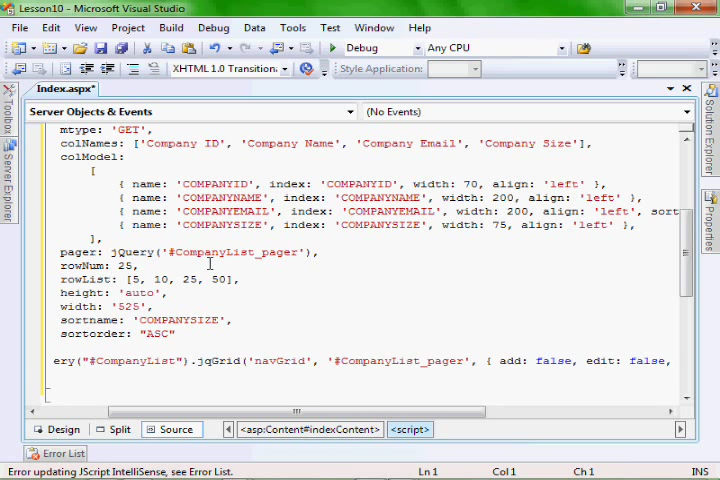 Lesson10 - Microsoft Visual Studio
File Edit View Project Build Debug Data Tools Test Window Help
Debug Any CPU
XHTML 1.0 Transitiona Style Application:
Index.aspx*
Server Objects & Events (No Events)
Toolbox
Server Explorer
Solution Explorer
Properties
mtype: 'GET',
colNames: ['Company ID', 'Company Name', 'Company Email', 'Company Size'],
colModel:
[
{ name: 'COMPANYID', index: 'COMPANYID', width: 70, align: 'left' },
{ name: 'COMPANYNAME', index: 'COMPANYNAME', width: 200, align: 'left' },
{ name: 'COMPANYEMAIL', index: 'COMPANYEMAIL', width: 200, align: 'left', sort
{ name: 'COMPANYSIZE', index: 'COMPANYSIZE', width: 75, align: 'left' },
],
pager: jQuery('#CompanyList_pager'),
rowNum: 25,
rowList: [5, 10, 25, 50],
height: 'auto',
width: '525',
sortname: 'COMPANYSIZE',
sortorder: "ASC"
ery("#CompanyList").jqGrid('navGrid', '#CompanyList_pager', { add: false, edit: false,
Design Split Source <asp:Content#indexContent> <script>
Error List
Error updating JScript IntelliSense, see Error List. Ln 1 Col 1 Ch 1 INS